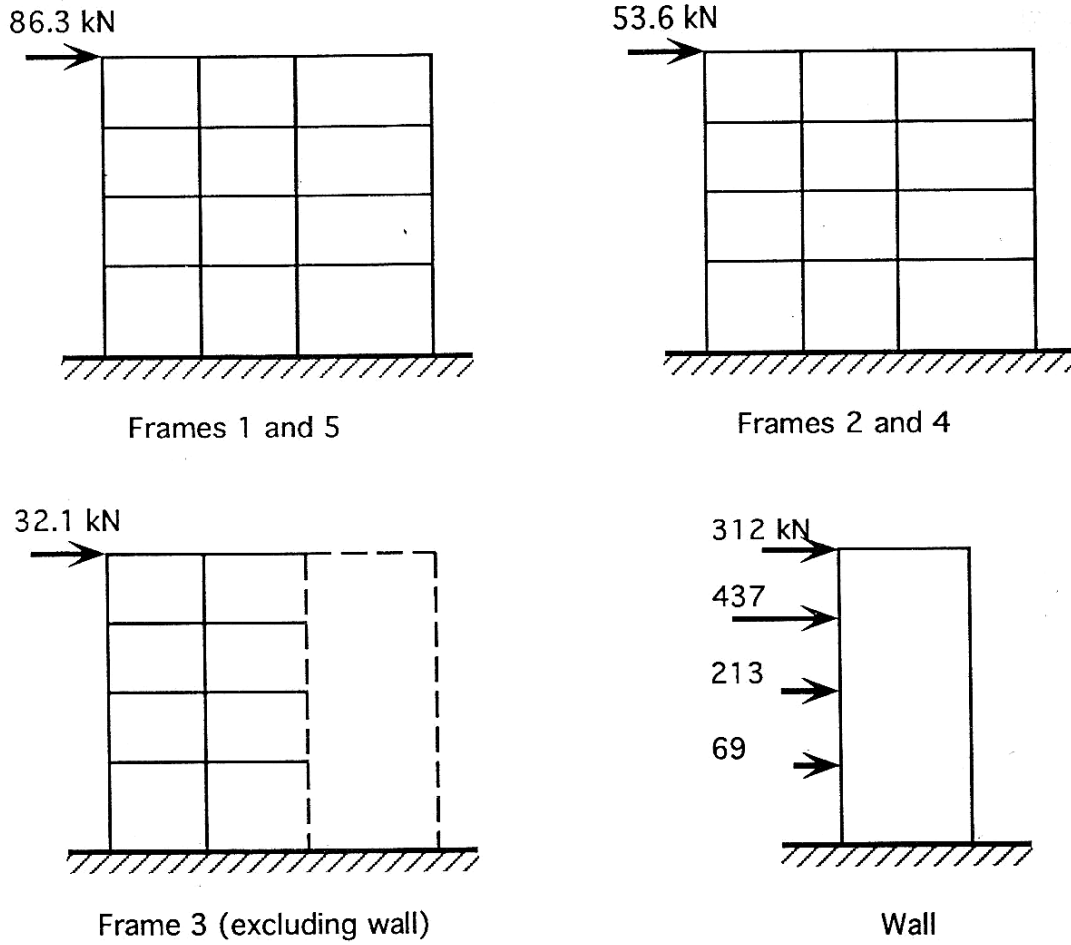 86.3 kN
53.6 kN
Frames 1 and 5
Frames 2 and 4
32.1 kN
312 kN
437
213
69
Frame 3 (excluding wall)
Wall